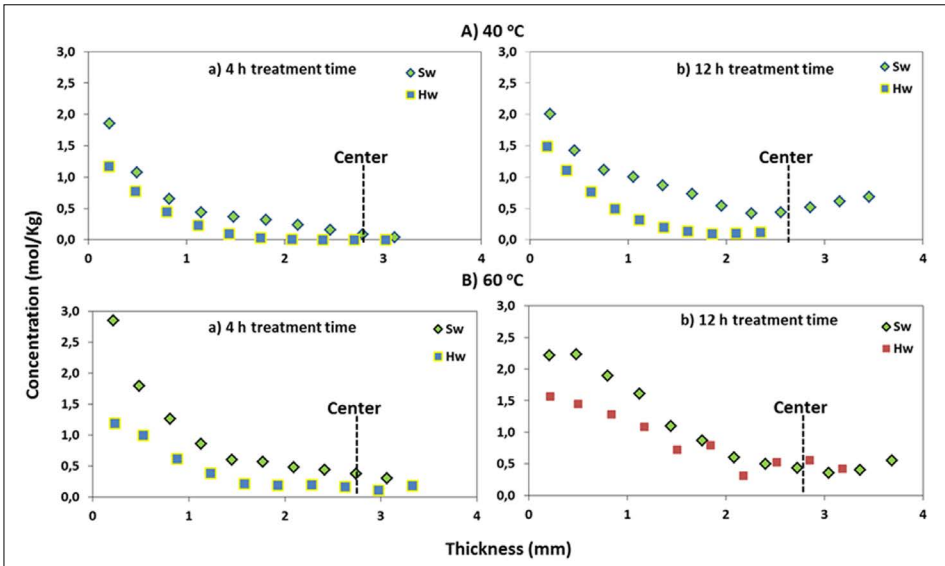 A) 40 °C
3,0
2,5
2,0
1,5
1,0
0,5
0,0
0
1
2
3
4
a) 4 h treatment time
Sw
Hw
Center
3,0
2,5
2,0
1,5
1,0
0,5
0,0
0
1
2
3
4
b) 12 h treatment time
Sw
Hw
Center
B) 60 °C
3,0
2,5
2,0
1,5
1,0
0,5
0,0
0
1
2
3
4
a) 4 h treatment time
Sw
Hw
Center
3,0
2,5
2,0
1,5
1,0
0,5
0,0
0
1
2
3
4
b) 12 h treatment time
Sw
Hw
Center
Concentration (mol/Kg)
Thickness (mm)